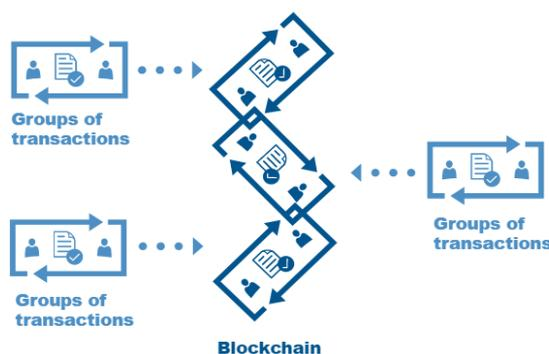 Groups of
transactions
Groups of
transactions
Groups of
transactions
Blockchain